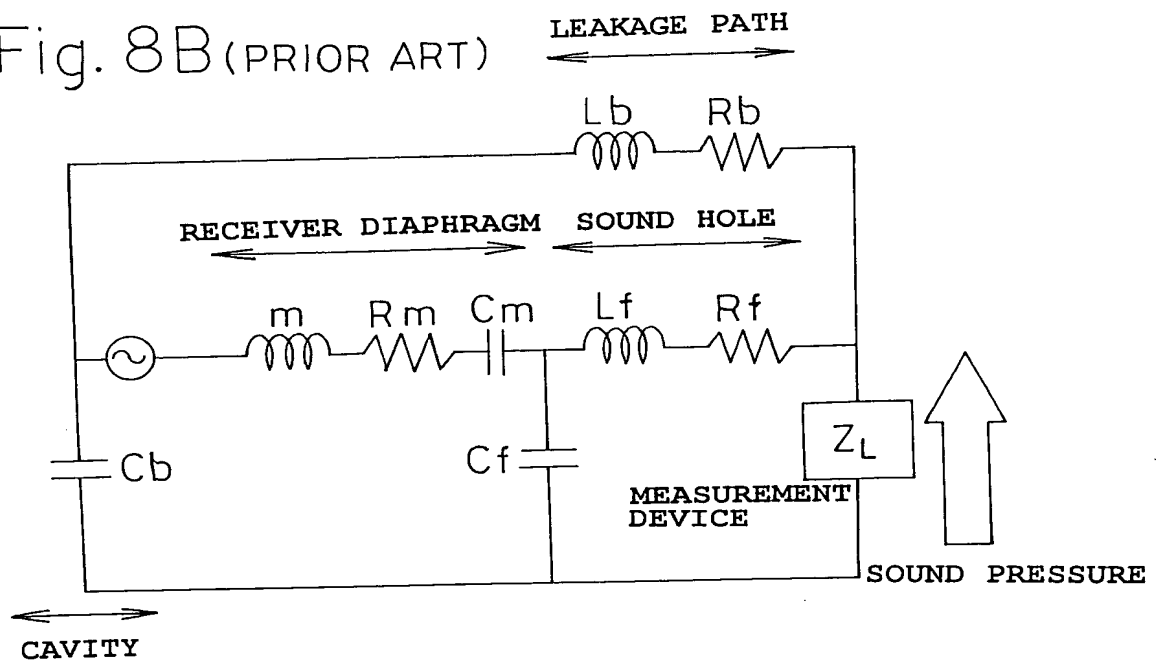 Fig. 8B (PRIOR ART)
LEAKAGE PATH
Lb Rb
RECEIVER DIAPHRAGM SOUND HOLE
m Rm Cm Lf Rf
Cb Cf ZL
MEASUREMENT
DEVICE
SOUND PRESSURE
CAVITY